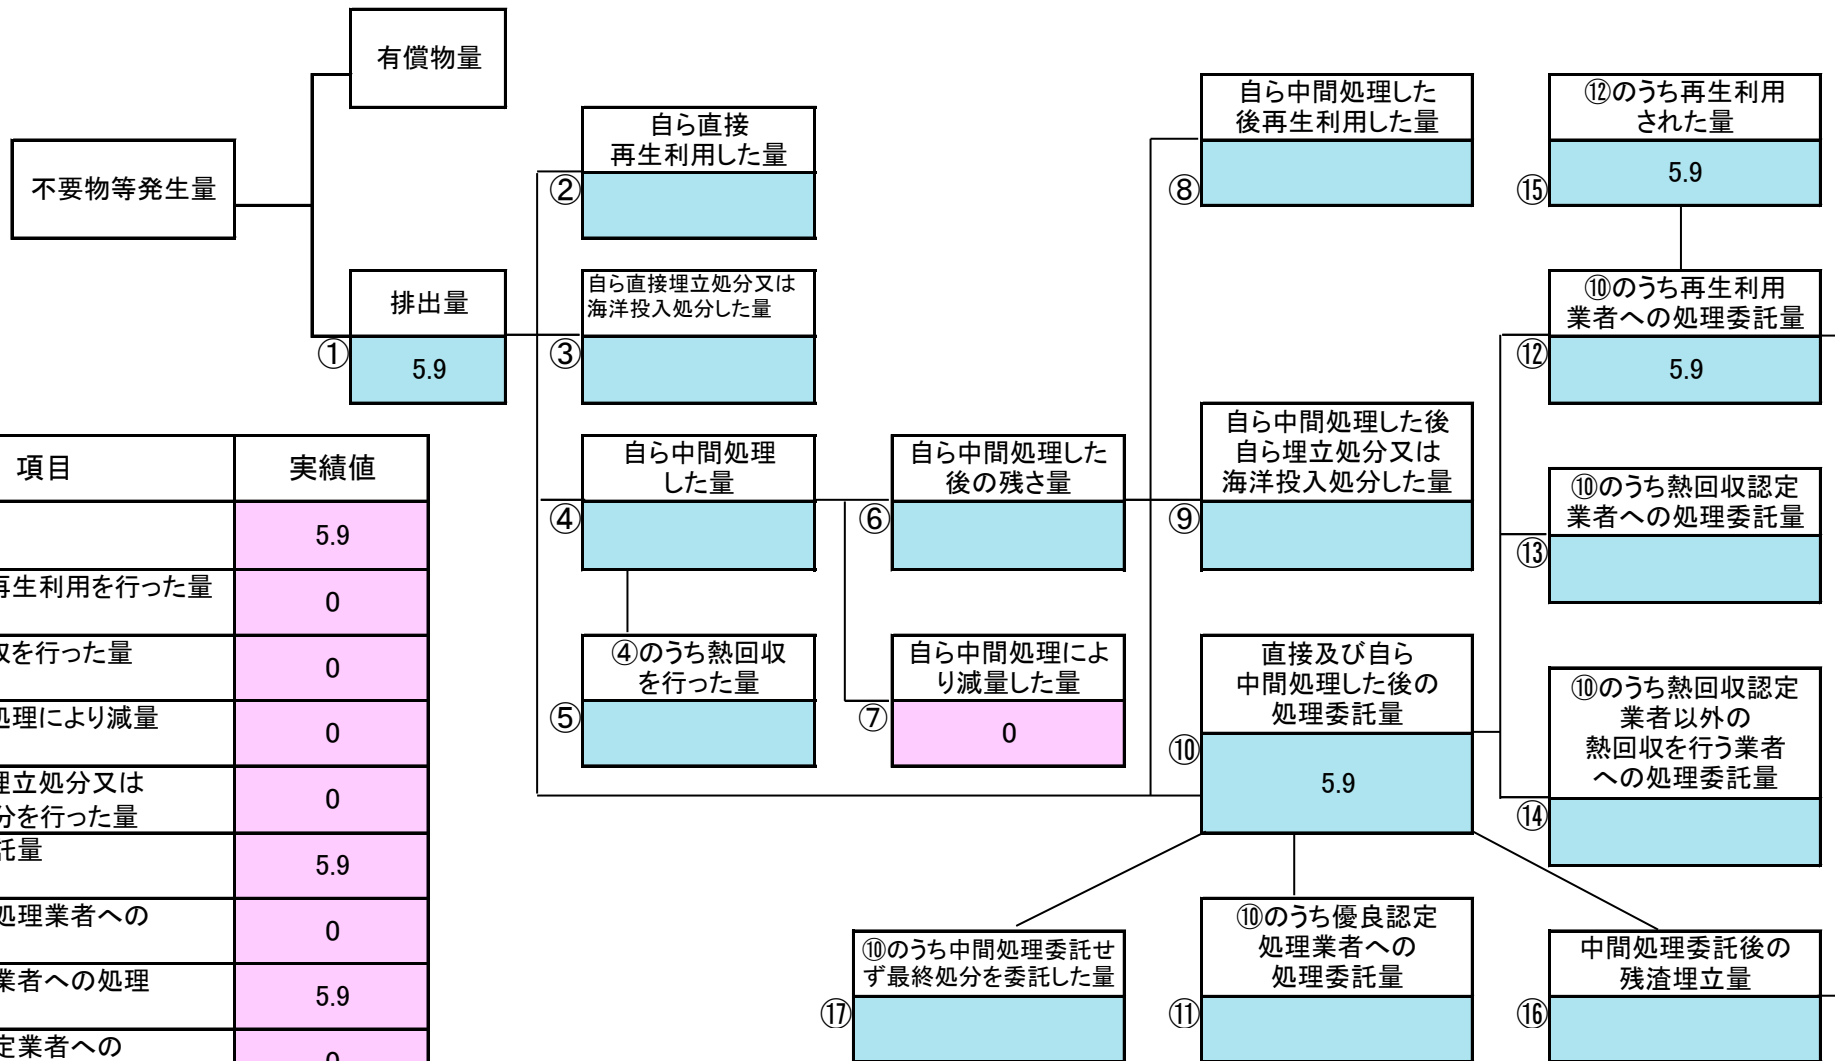 有償物量
不要物等発生量
排出量
①
5.9
自ら直接
再生利用した量
②
自ら直接埋立処分又は
海洋投入処分した量
③
自ら中間処理
した量
④
④のうち熱回収
を行った量
⑤
自ら中間処理した
後の残さ量
⑥
自ら中間処理によ
り減量した量
⑦
0
自ら中間処理した
後再生利用した量
⑧
自ら中間処理した後
自ら埋立処分又は
海洋投入処分した量
⑨
直接及び自ら
中間処理した後の
処理委託量
⑩
5.9
⑫のうち再生利用
された量
⑮
5.9
⑩のうち再生利用
業者への処理委託量
⑫
5.9
⑩のうち熱回収認定
業者への処理委託量
⑬
⑩のうち熱回収認定
業者以外の
熱回収を行う業者
への処理委託量
⑭
⑩のうち中間処理委託せ
ず最終処分を委託した量
⑰
⑩のうち優良認定
処理業者への
処理委託量
⑪
中間処理委託後の
残渣埋立量
⑯
項目 実績値
5.9
再生利用を行った量
0
を行った量
0
処理により減量
0
埋立処分又は
分を行った量
0
託量
5.9
処理業者への
0
業者への処理
5.9
定業者への
0